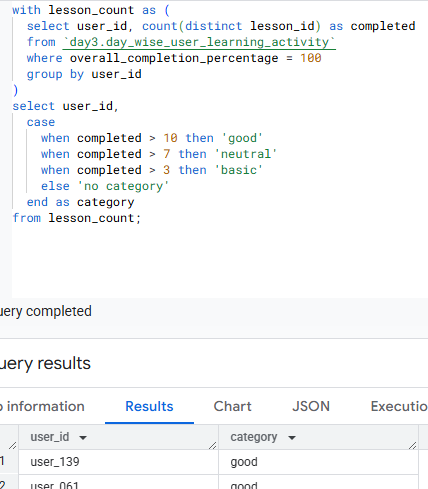 with lesson_count as (
select user_id, count(distinct lesson_id) as completed
from `day3.day_wise_user_learning_activity`
where overall_completion_percentage = 100
group by user_id
)
select user_id,
case
when completed > 10 then 'good'
when completed > 7 then 'neutral'
when completed > 3 then 'basic'
else 'no category'
end as category
from lesson_count;
uery completed
uery results
o information Results Chart JSON Executio
user_id category
1 user_139 good
2 user_061 good